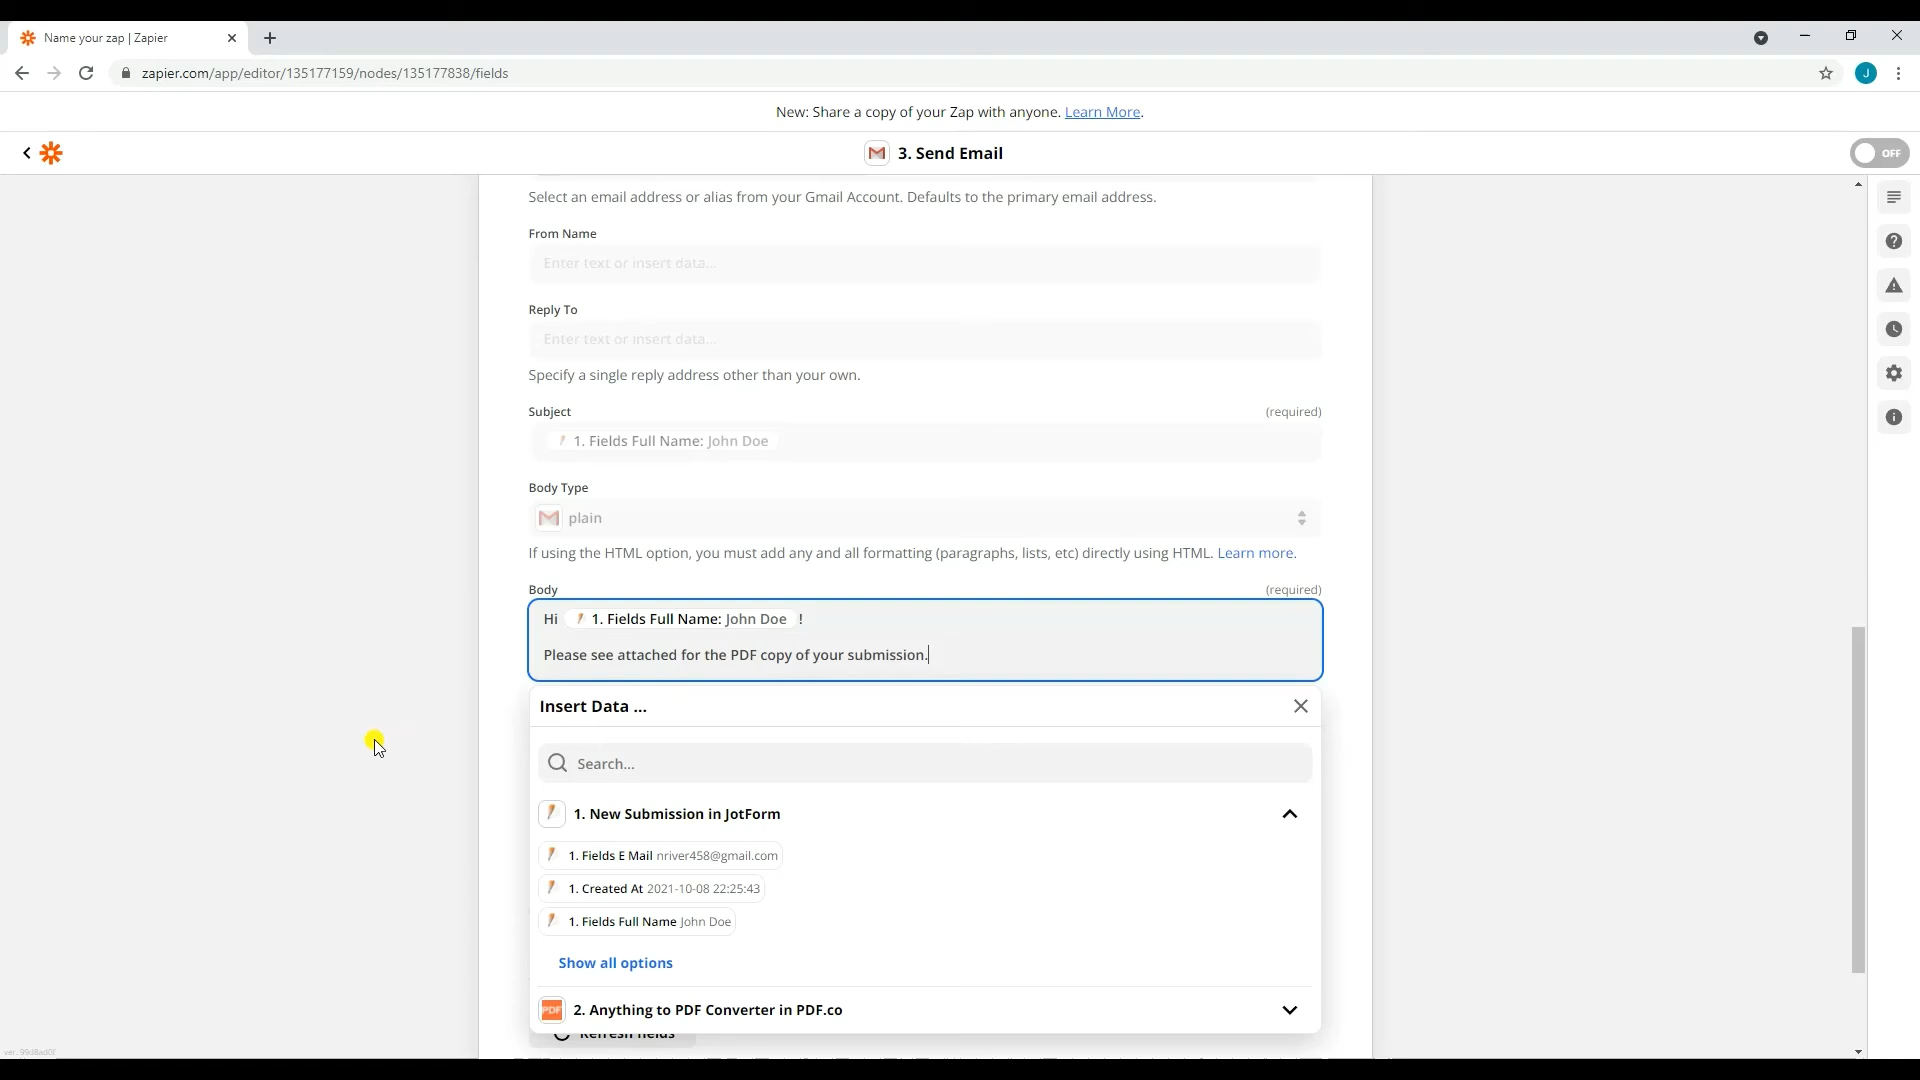 Name your zap | Zapier
zapier.com/app/editor/135177159/nodes/135177838/fields
J
New: Share a copy of your Zap with anyone. Learn More.
3. Send Email
OFF
Select an email address or alias from your Gmail Account. Defaults to the primary email address.
From Name
Enter text or insert data...
Reply To
Enter text or insert data...
Specify a single reply address other than your own.
Subject (required)
1. Fields Full Name: John Doe
Body Type
plain
If using the HTML option, you must add any and all formatting (paragraphs, lists, etc) directly using HTML. Learn more.
Body (required)
Hi 1. Fields Full Name: John Doe !
Please see attached for the PDF copy of your submission.
Insert Data ...
Search...
1. New Submission in JotForm
1. Fields E Mail nriver458@gmail.com
1. Created At 2021-10-08 22:25:43
1. Fields Full Name John Doe
Show all options
PDF 2. Anything to PDF Converter in PDF.co
Refresh fields
ver. 99d8ad0f